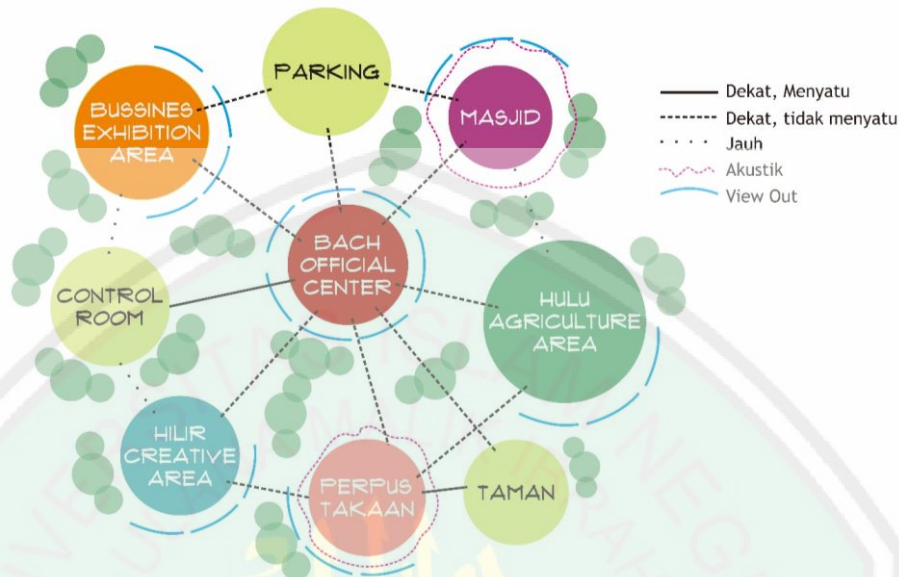 PARKING
BUSSINES
EXHIBITION
AREA
MASJID
Dekat, Menyatu
Dekat, tidak menyatu
Jauh
Akustik
View Out
BACH
OFFICIAL
CENTER
CONTROL
ROOM
HULU
AGRICULTURE
AREA
HILIR
CREATIVE
AREA
PERPUS
TAKAAN
TAMAN